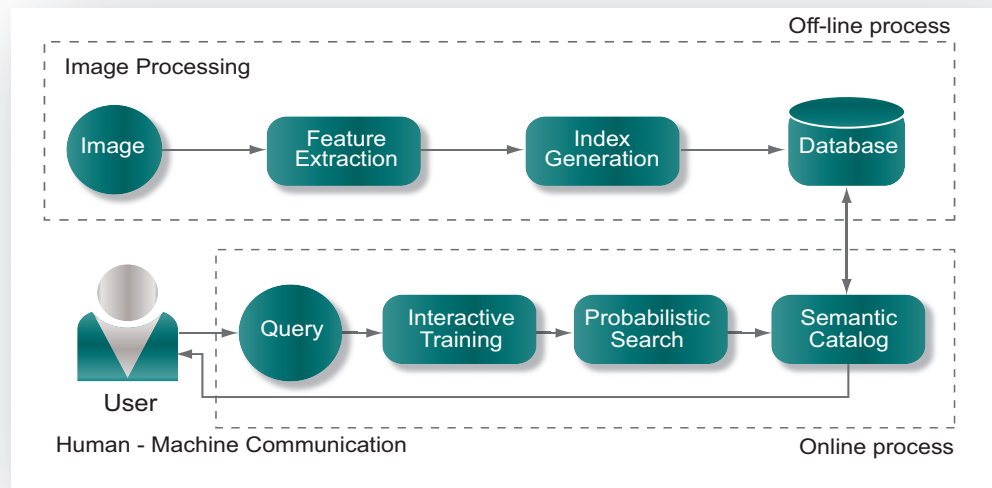 Off-line process
Image Processing
Image
Feature
Extraction
Index
Generation
Database
Query
Interactive
Training
Probabilistic
Search
Semantic
Catalog
User
Human - Machine Communication
Online process